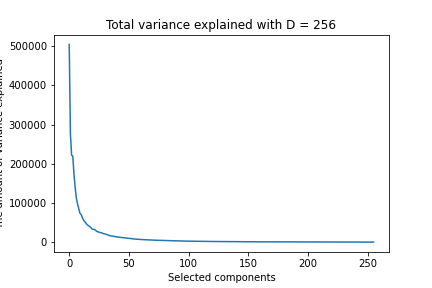 Total variance explained with D = 256
500000
400000
300000
200000
100000
0
amount of variance explained
0 50 100 150 200 250
Selected components